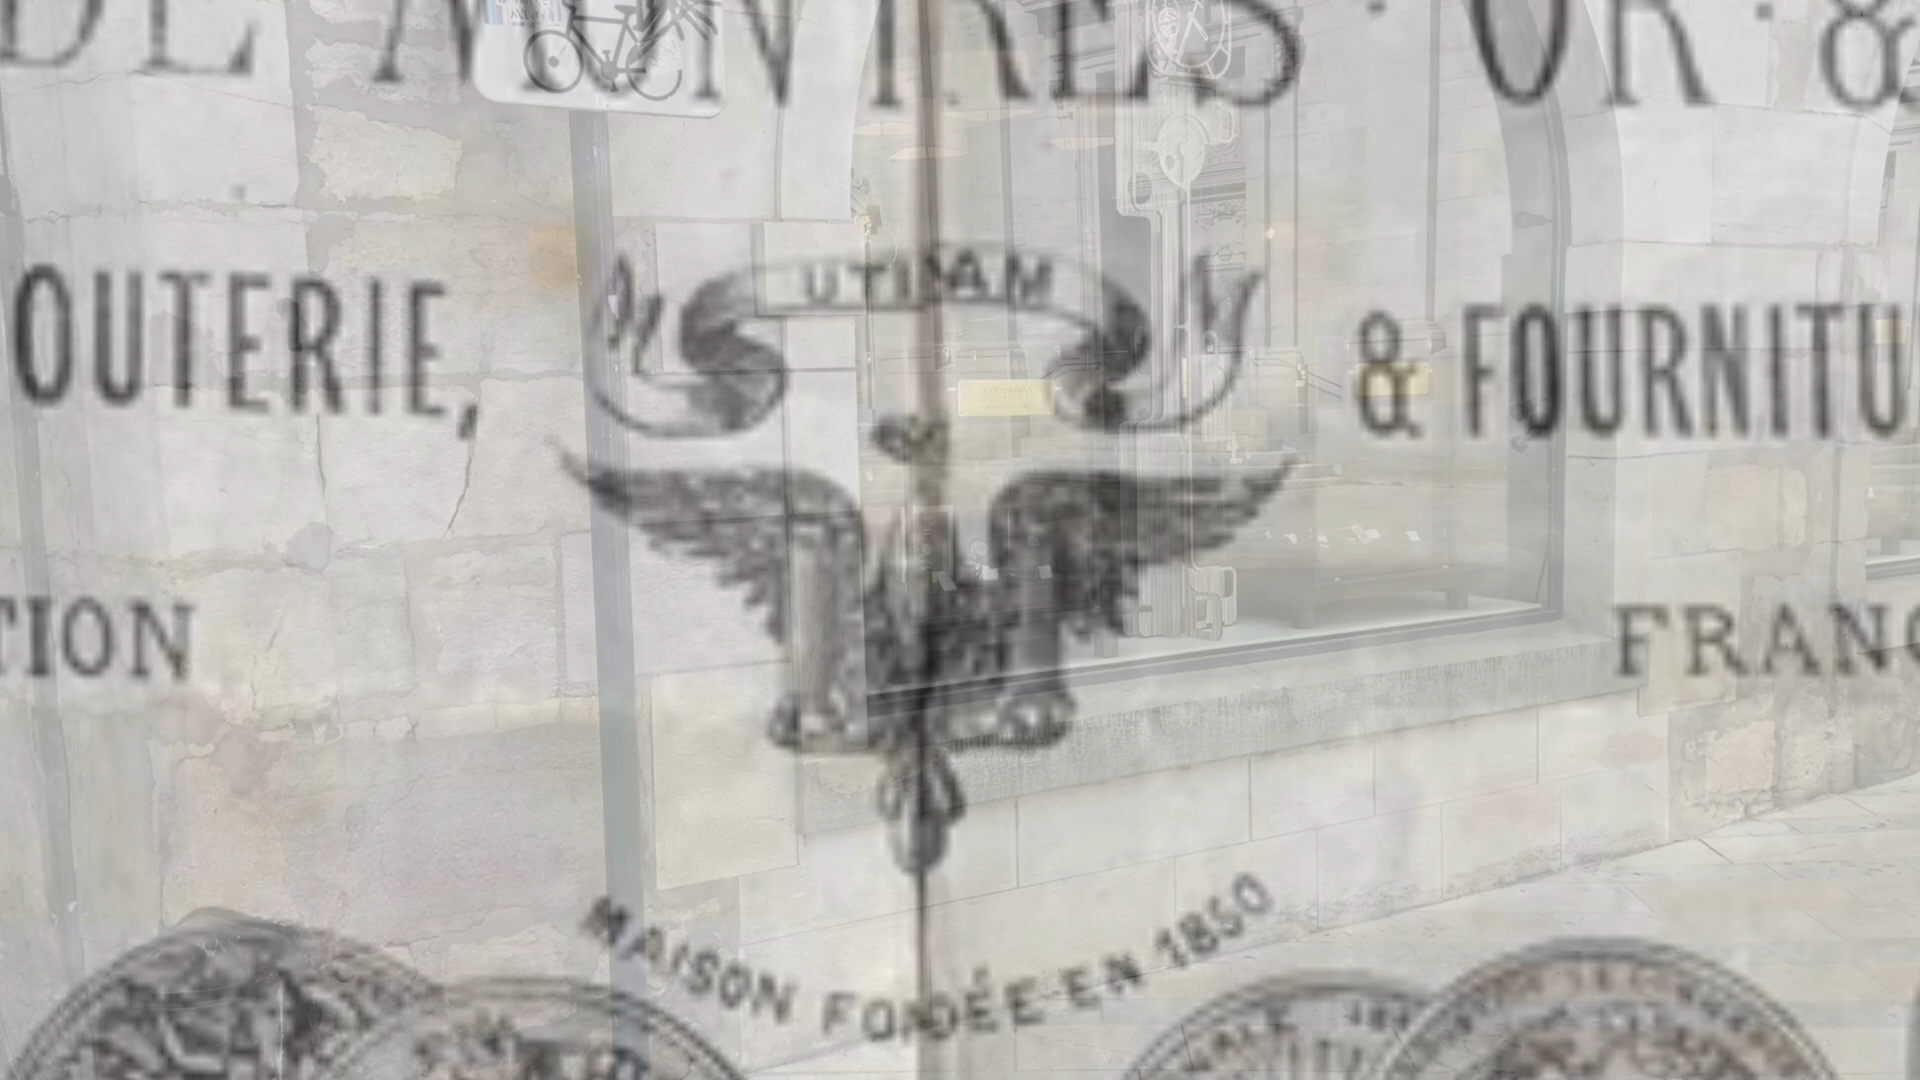 DE MONTRES · OR · &
UTINAM
OUTERIE,
& FOURNITU
TION
FRANC
MAISON FONDÉE EN 1850